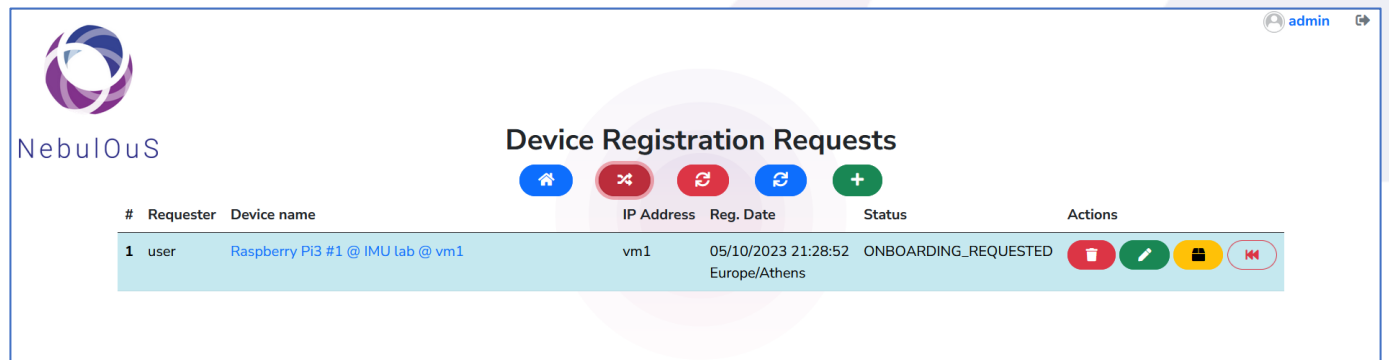 admin
NebulOuS
Device Registration Requests
# Requester Device name IP Address Reg. Date Status Actions
1 user Raspberry Pi3 #1 @ IMU lab @ vm1 vm1 05/10/2023 21:28:52 ONBOARDING_REQUESTED
Europe/Athens